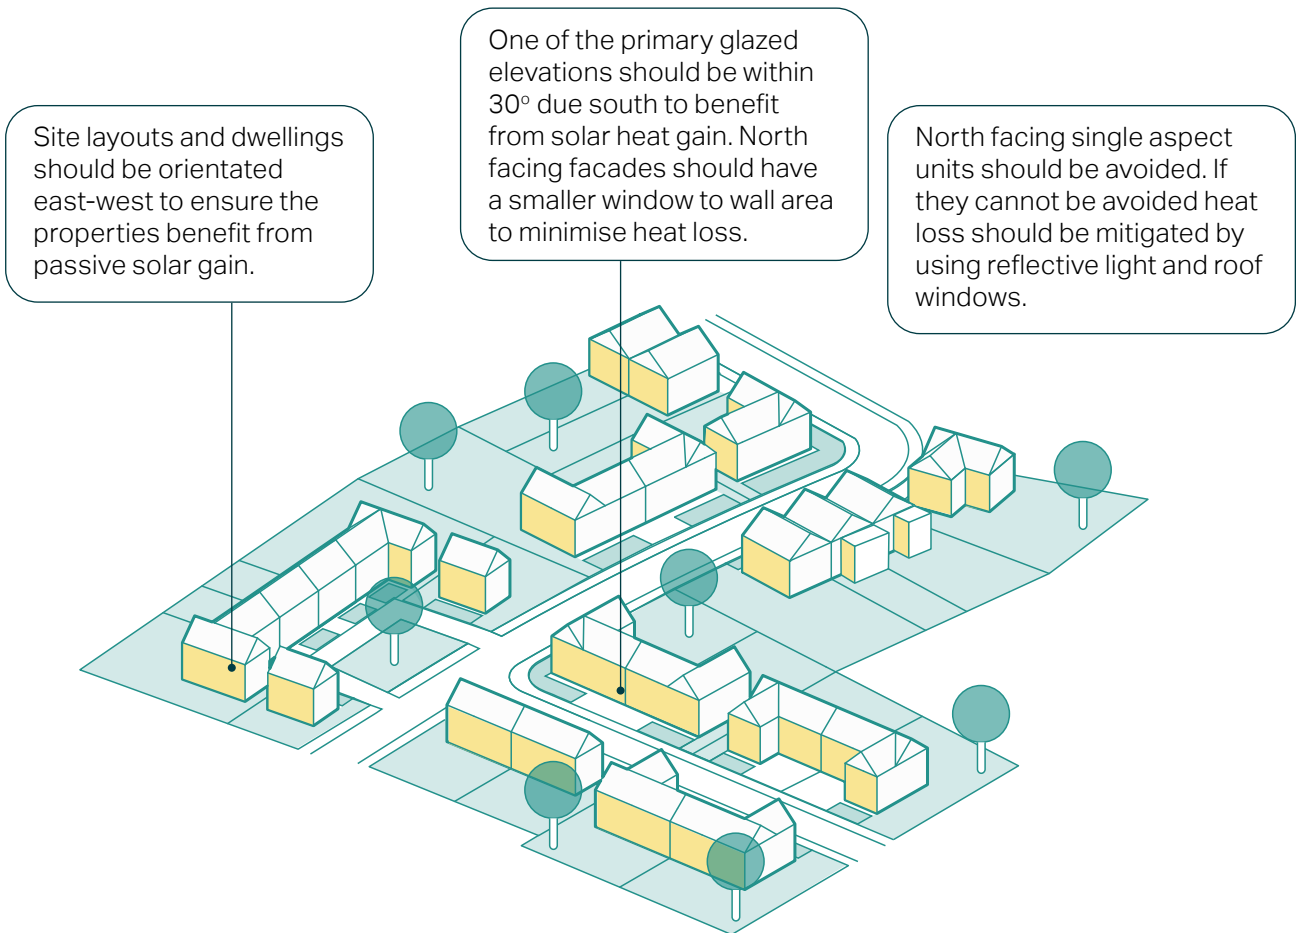 Site layouts and dwellings
should be orientated
east-west to ensure the
properties benefit from
passive solar gain.
One of the primary glazed
elevations should be within
30° due south to benefit
from solar heat gain. North
facing facades should have
a smaller window to wall area
to minimise heat loss.
North facing single aspect
units should be avoided. If
they cannot be avoided heat
loss should be mitigated by
using reflective light and roof
windows.